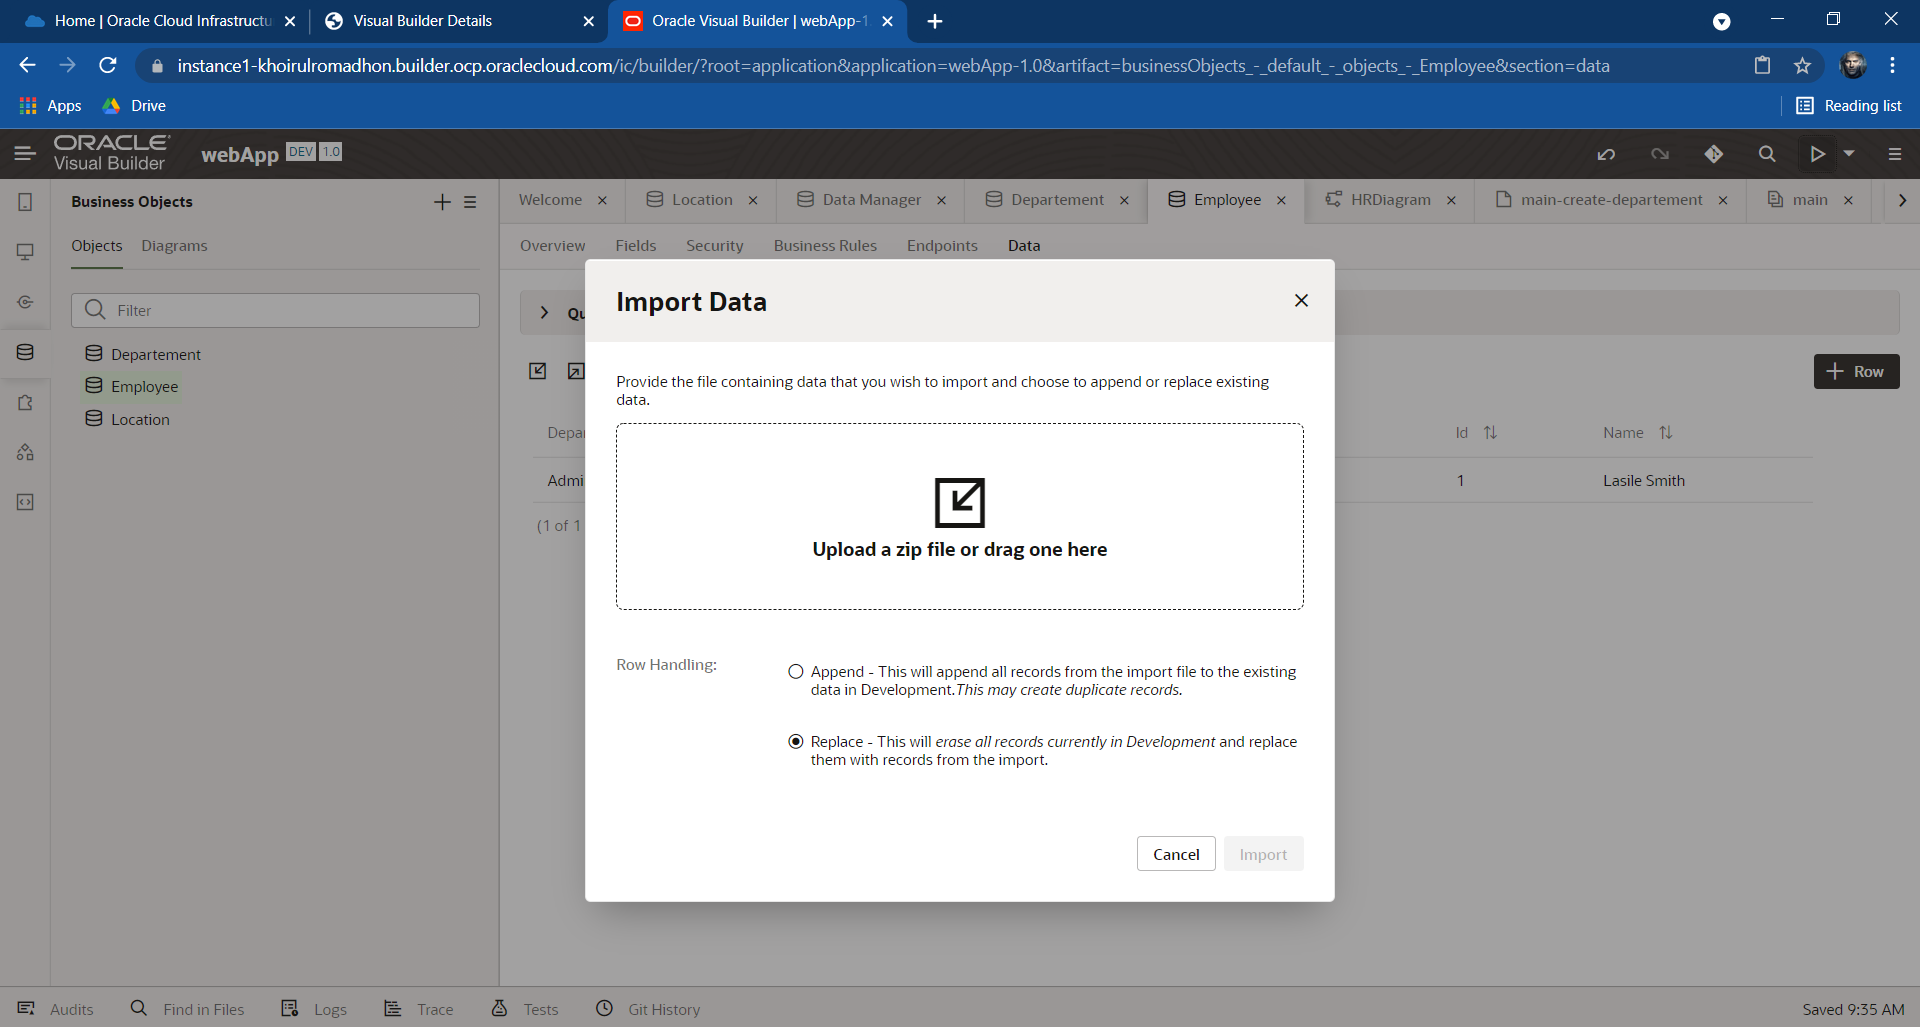 Home | Oracle Cloud Infrastructu
Visual Builder Details
Oracle Visual Builder | webApp-1
instance1-khoirulromadhon.builder.ocp.oraclecloud.com/ic/builder/?root=application&application=webApp-1.0&artifact=businessObjects_-_default_-_objects_-_Employee&section=data
Apps
Drive
Reading list
ORACLE
Visual Builder
webApp
DEV
1.0
Business Objects
Welcome
Location
Data Manager
Departement
Employee
HRDiagram
main-create-departement
main
Objects
Diagrams
Overview
Fields
Security
Business Rules
Endpoints
Data
Filter
Departement
Employee
Location
Qu
Row
Depa
Id
Name
Admi
1
Lasile Smith
(1 of 1
Import Data
Provide the file containing data that you wish to import and choose to append or replace existing
data.
Upload a zip file or drag one here
Row Handling:
Append - This will append all records from the import file to the existing
data in Development.This may create duplicate records.
Replace - This will erase all records currently in Development and replace
them with records from the import.
Cancel
Import
Audits
Find in Files
Logs
Trace
Tests
Git History
Saved 9:35 AM